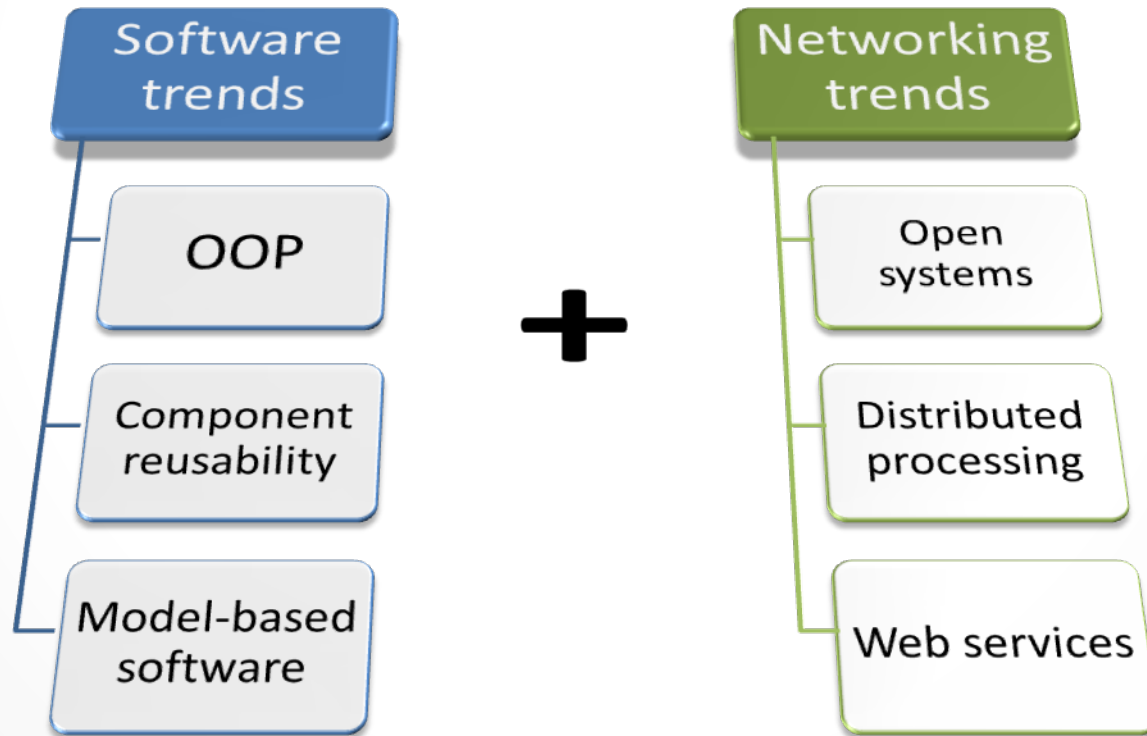 Software
trends
OOP
Component
reusability
Model-based
software
+
Networking
trends
Open
systems
Distributed
processing
Web services